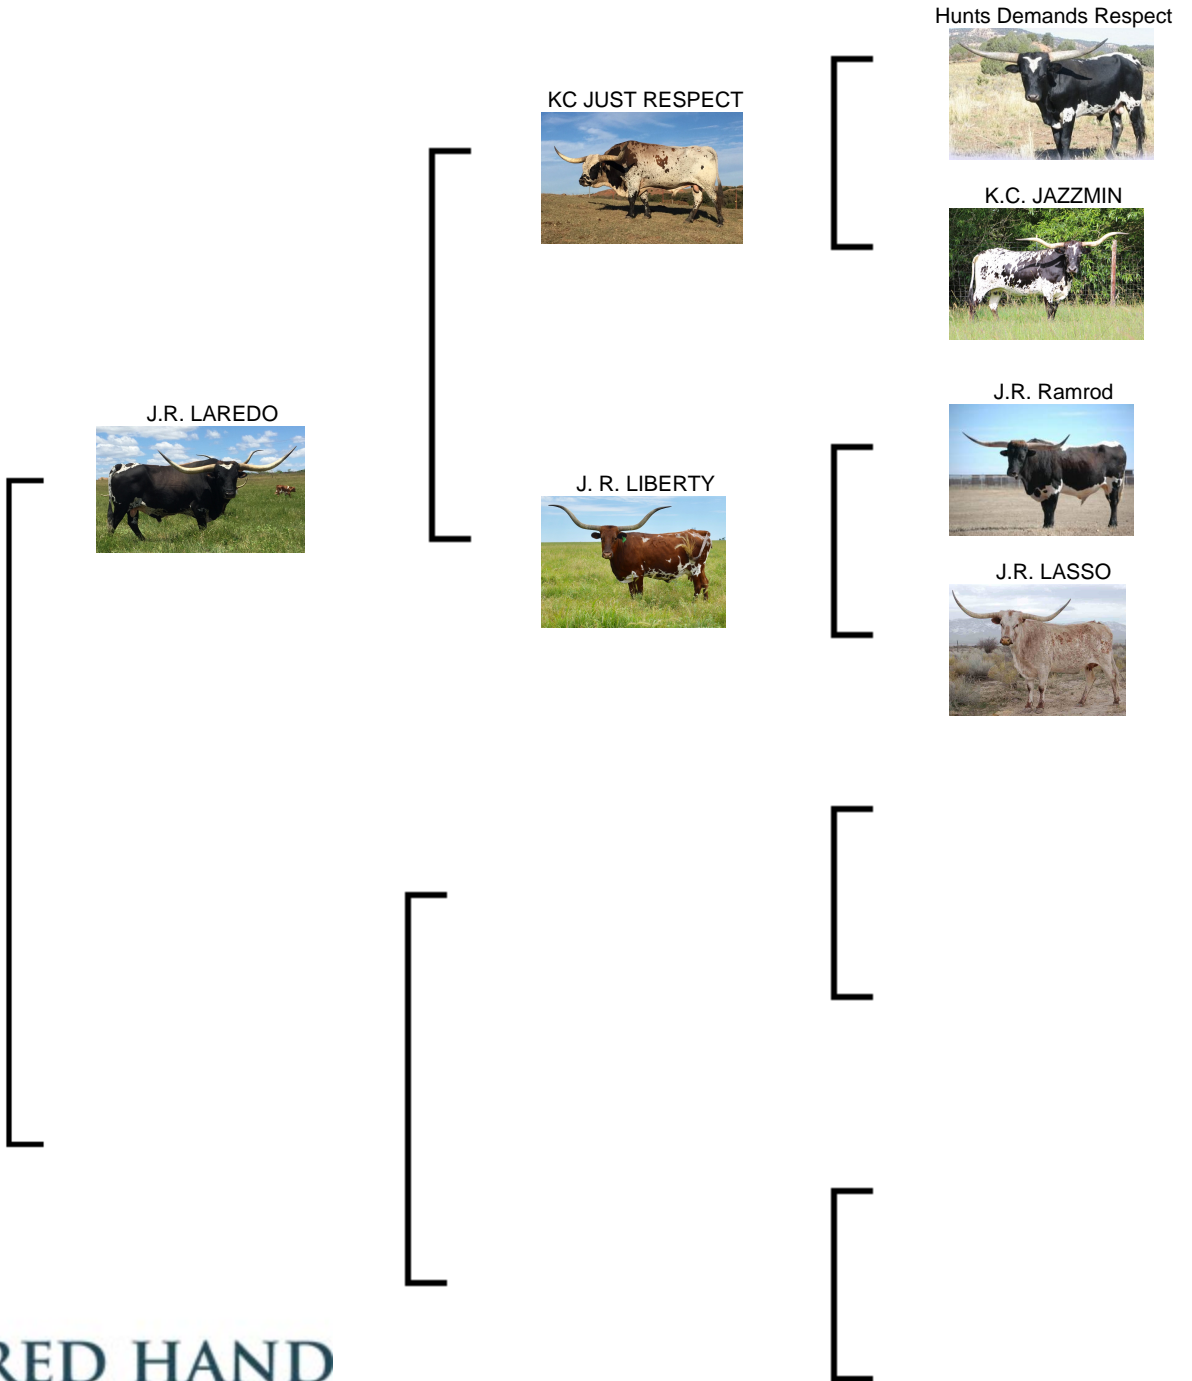 Hunts Demands Respect
KC JUST RESPECT
K.C. JAZZMIN
J.R. Ramrod
J.R. LAREDO
J. R. LIBERTY
J.R. LASSO
RED HAND